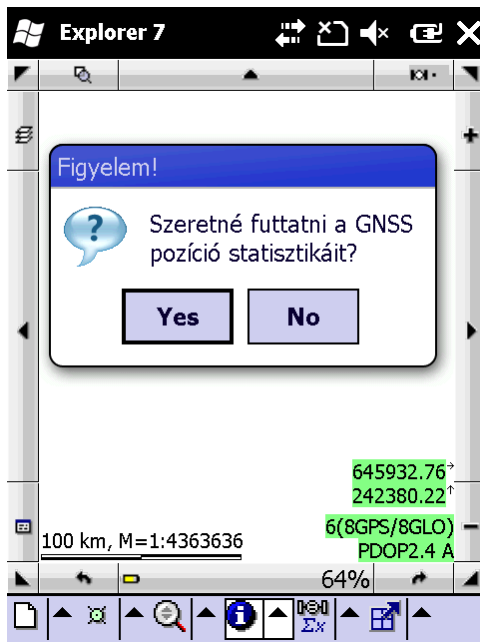 Explorer 7
Figyelem!
Szeretné futtatni a GNSS
pozíció statisztikáit?
Yes
No
645932.76
242380.22
6(8GPS/8GLO)
PDOP2.4 A
100 km, M=1:4363636
64%
Σx